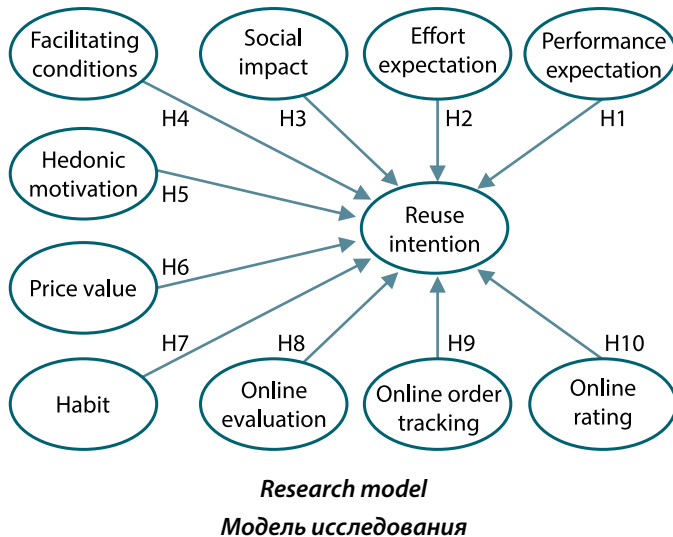 Facilitating
conditions
Social
impact
Effort
expectation
Performance
expectation
H4
H3
H2
H1
Hedonic
motivation
H5
Reuse
intention
Price value
H6
H7
H8
H9
H10
Habit
Online
evaluation
Online order
tracking
Online
rating
Research model
Модель исследования